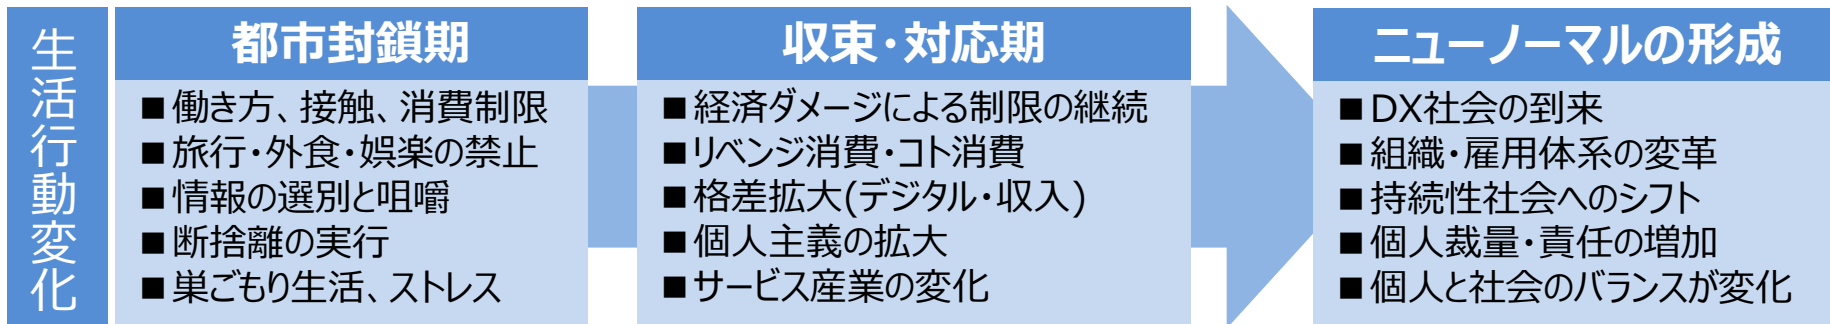 生活行動変化
都市封鎖期
■働き方、接触、消費制限
■旅行・外食・娯楽の禁止
■情報の選別と咀嚼
■断捨離の実行
■巣ごもり生活、ストレス
収束・対応期
■経済ダメージによる制限の継続
■リベンジ消費・コト消費
■格差拡大(デジタル・収入)
■個人主義の拡大
■サービス産業の変化
ニューノーマルの形成
■DX社会の到来
■組織・雇用体系の変革
■持続性社会へのシフト
■個人裁量・責任の増加
■個人と社会のバランスが変化